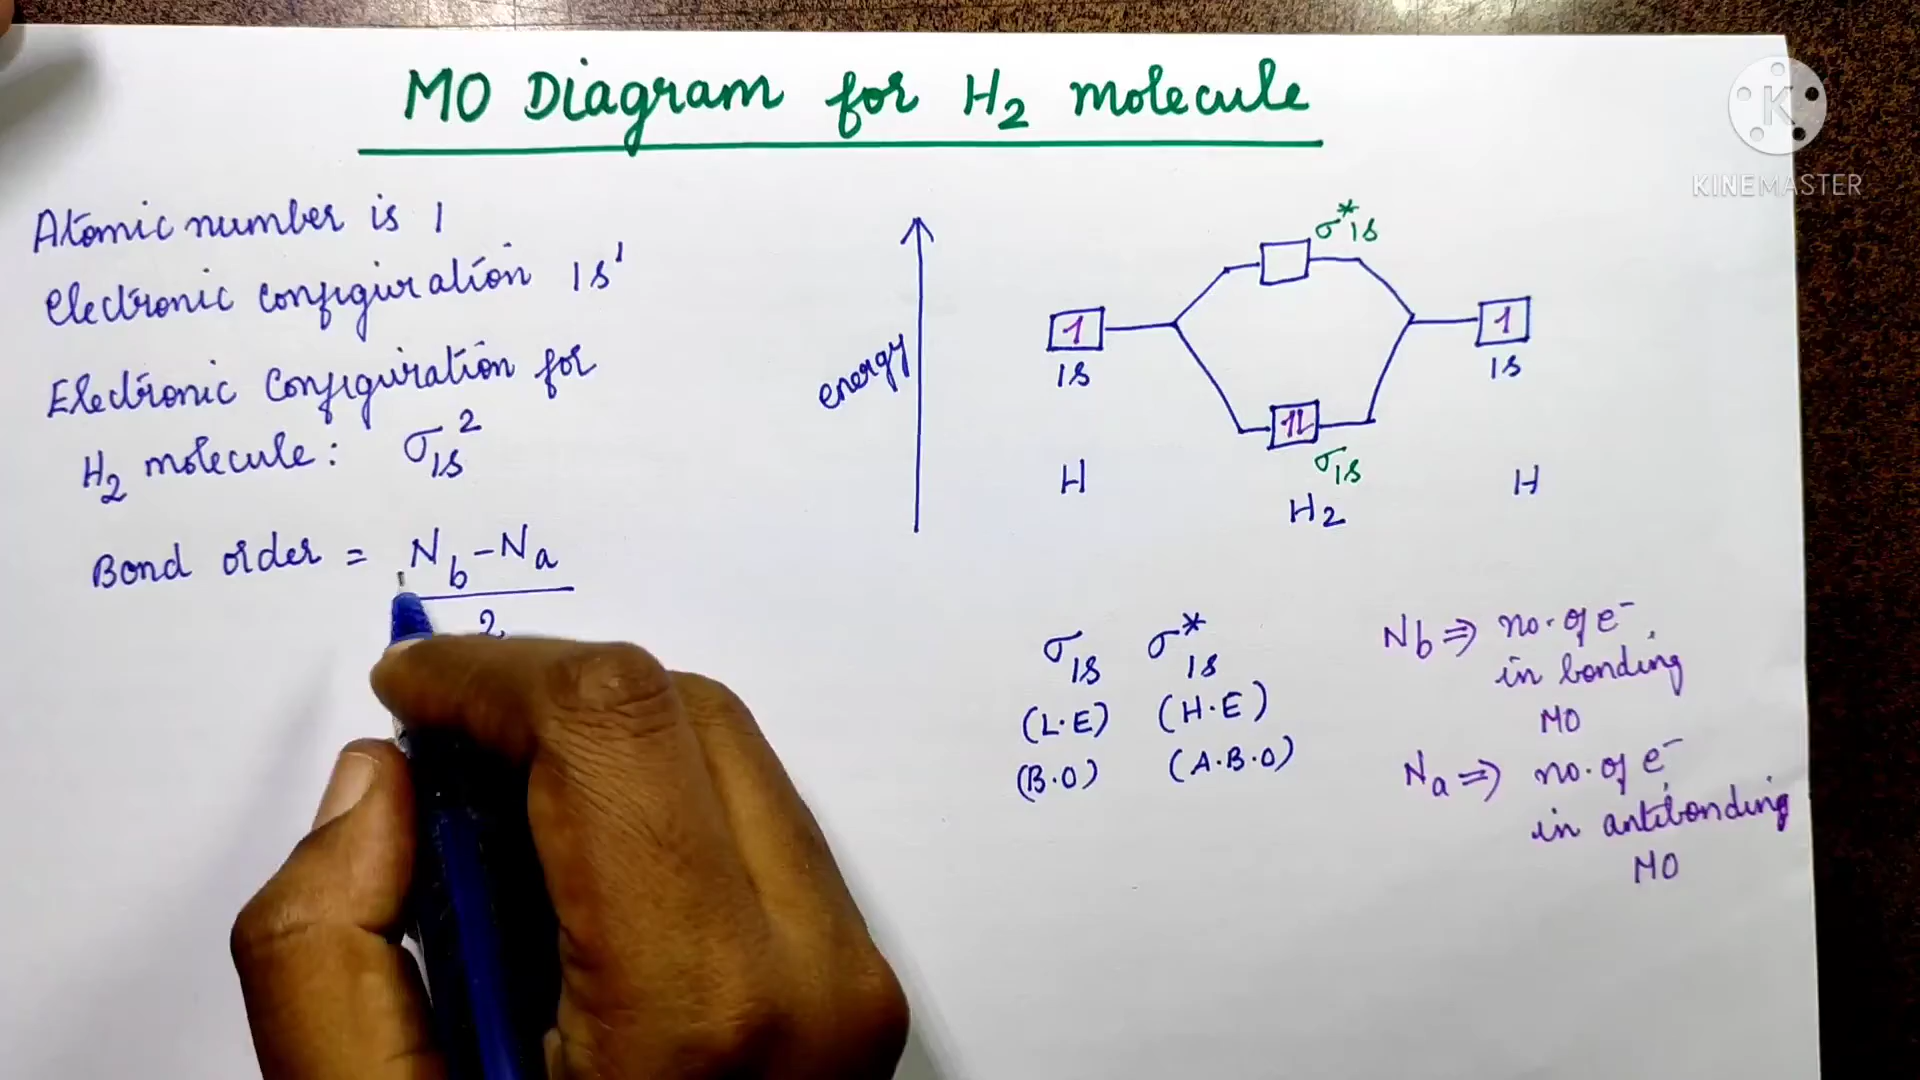 MO Diagram for H₂ molecule
KINEMASTER
Atomic number is 1
Electronic configuration 1s¹
Electronic Configuration for
H₂ molecule: σ1s²
Bond order = Nb - Na
2
energy
σ*1s
1
1s
1
1s
1L
σ1s
H
H₂
H
σ1s σ*1s
(L.E) (H.E)
(B.O) (A.B.O)
Nb ⇒ no. of e⁻
in bonding
MO
Na ⇒ no. of e⁻
in antibonding
MO